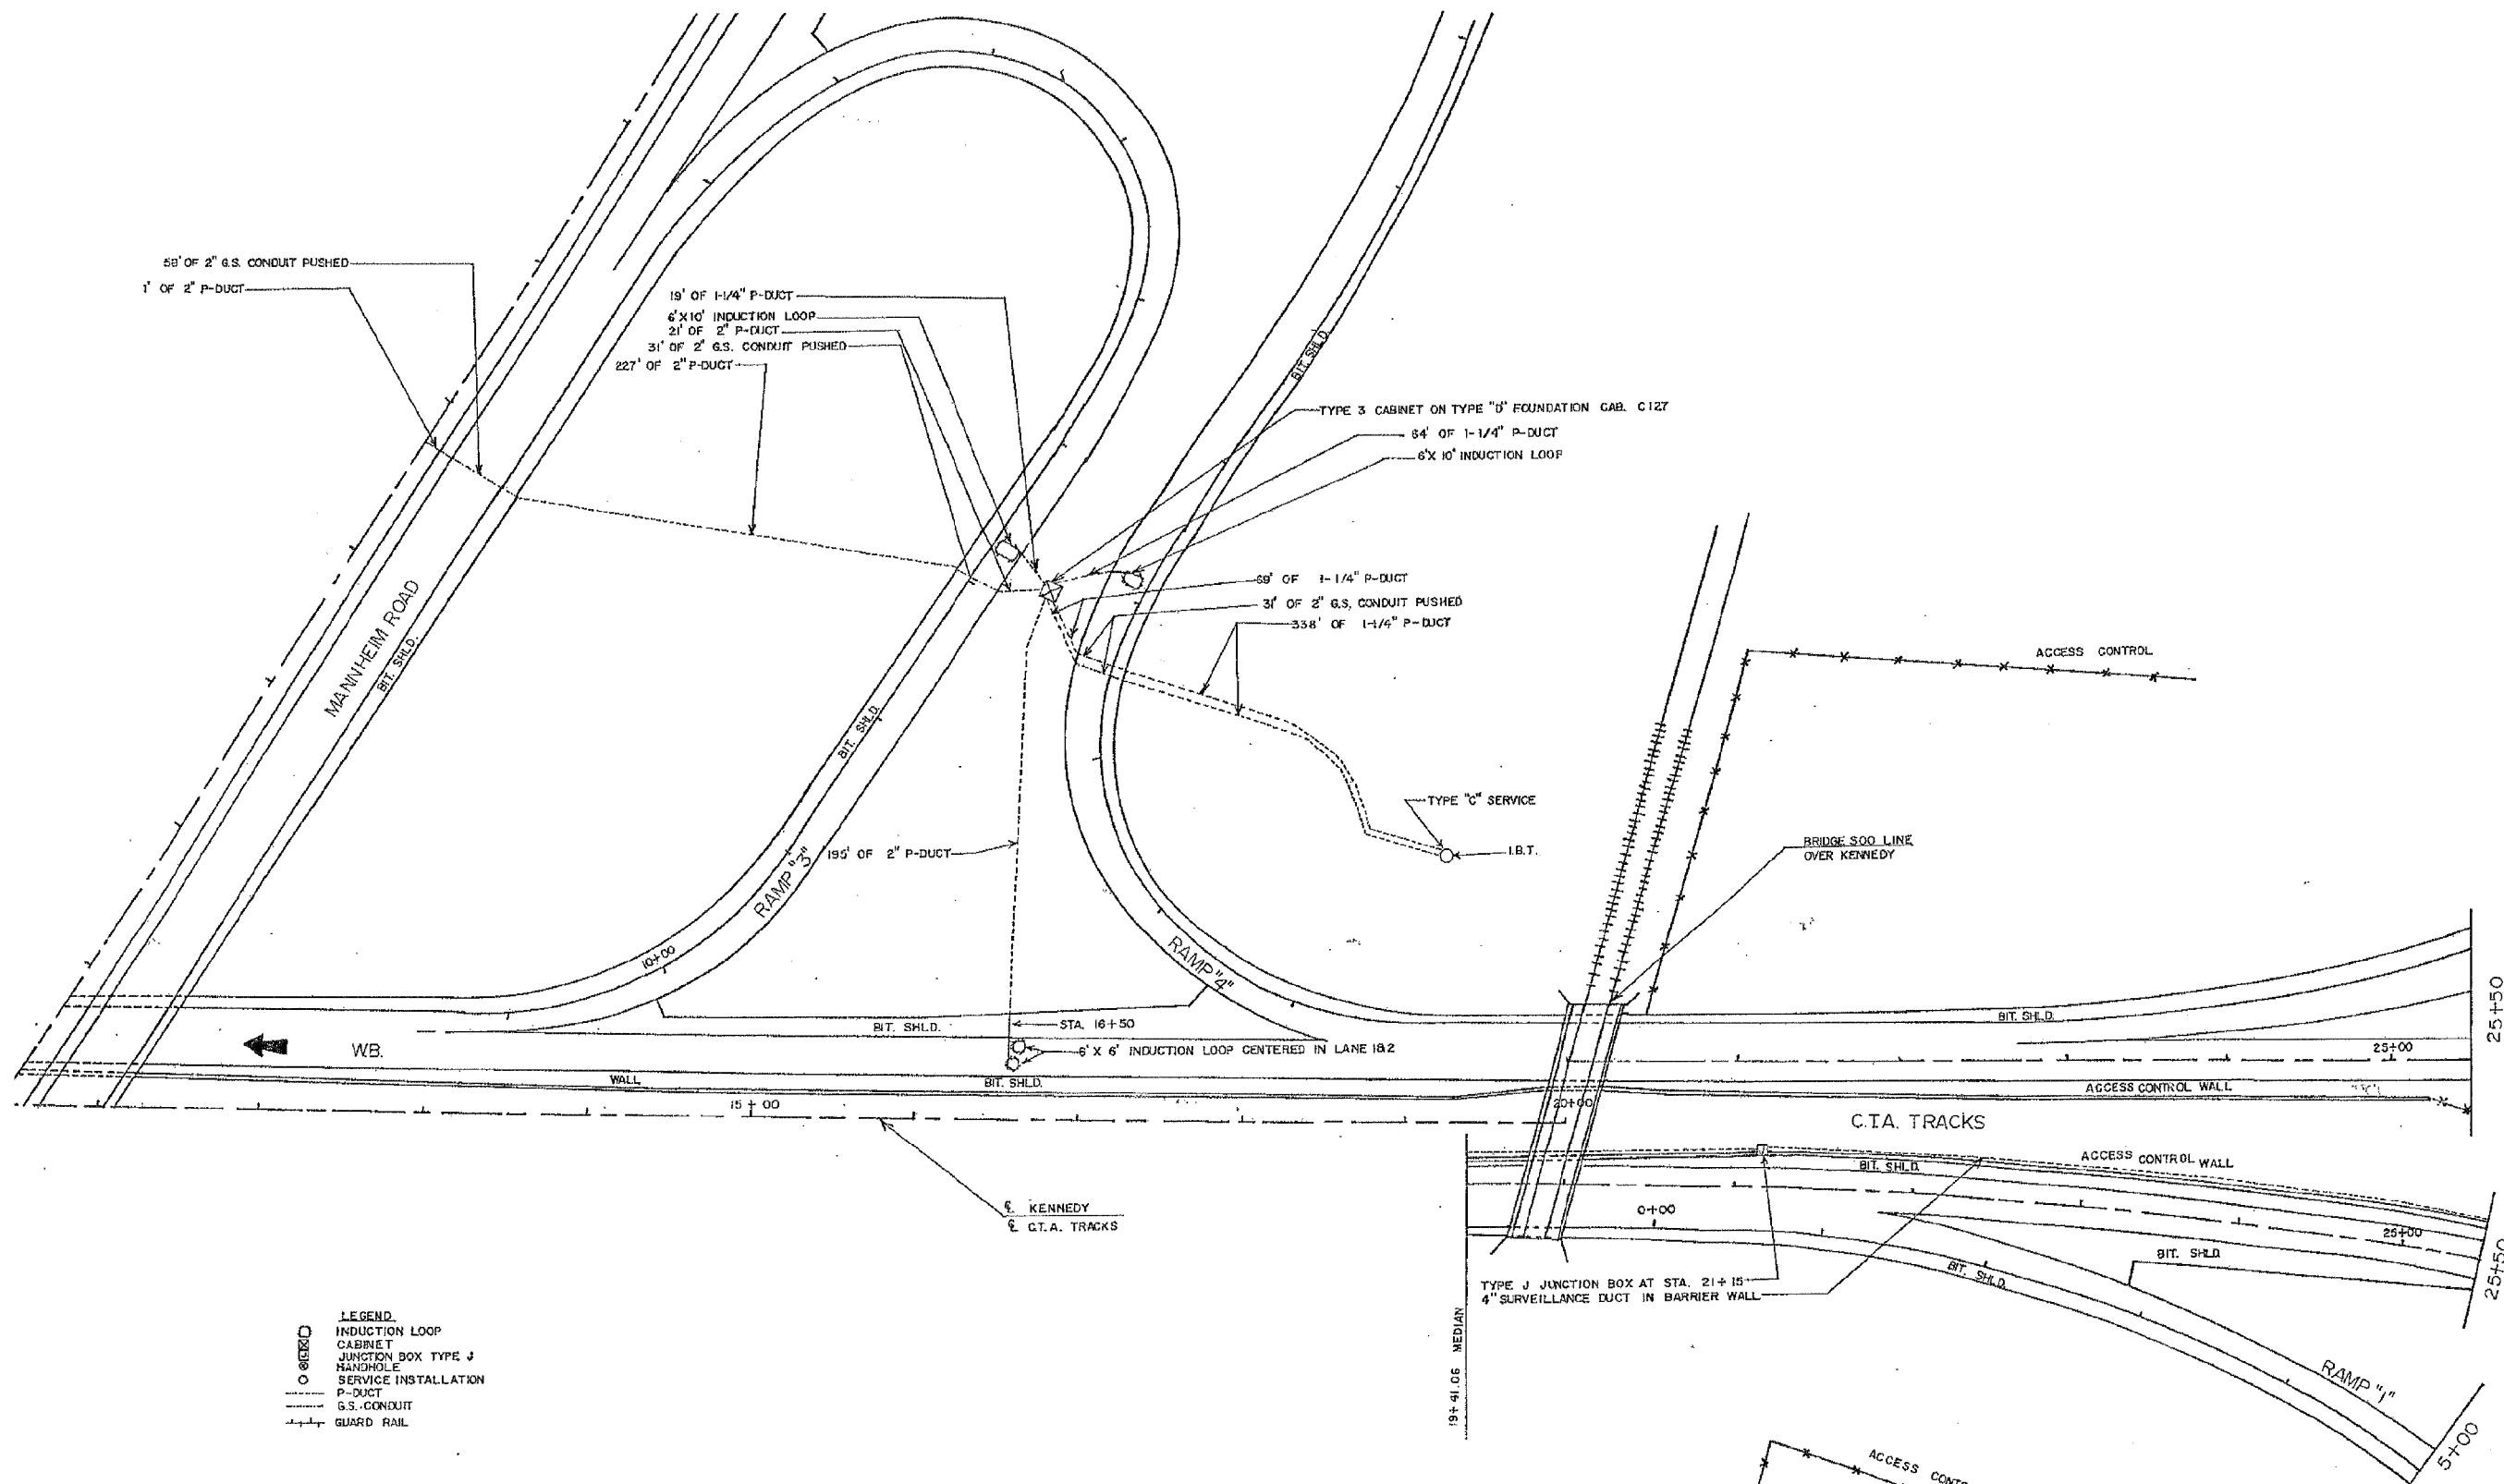 58' OF 2" G.S. CONDUIT PUSHED
1' OF 2" P-DUCT
19' OF 1-1/4" P-DUCT
6'X10' INDUCTION LOOP
21' OF 2" P-DUCT
31' OF 2" G.S. CONDUIT PUSHED
227' OF 2" P-DUCT
BIT. SHLD.
TYPE 3 CABINET ON TYPE "D" FOUNDATION CAB. C127
64' OF 1-1/4" P-DUCT
6'X 10' INDUCTION LOOP
69' OF 1-1/4" P-DUCT
31' OF 2" G.S. CONDUIT PUSHED
338' OF 1-1/4" P-DUCT
MANNHEIM ROAD
BIT. SHLD.
ACCESS CONTROL
BIT. SHLD.
TYPE "C" SERVICE
I.B.T.
195' OF 2" P-DUCT
RAMP "3"
BRIDGE SOO LINE
OVER KENNEDY
10+00
RAMP "4"
BIT. SHLD.
STA. 16+50
BIT. SHLD.
25+50
W.B.
6' X 6' INDUCTION LOOP CENTERED IN LANE 1&2
25+00
WALL
BIT. SHLD.
ACCESS CONTROL WALL
15+00
20+00
C.T.A. TRACKS
ACCESS CONTROL WALL
BIT. SHLD.
℄ KENNEDY
℄ C.T.A. TRACKS
0+00
25+00
BIT. SHLD.
BIT. SHLD.
25+50
TYPE J JUNCTION BOX AT STA. 21+15
4" SURVEILLANCE DUCT IN BARRIER WALL
19+41.06 MEDIAN
RAMP "1"
5+00
LEGEND
INDUCTION LOOP
CABINET
JUNCTION BOX TYPE J
HANDHOLE
SERVICE INSTALLATION
P-DUCT
G.S. CONDUIT
GUARD RAIL
ACCESS